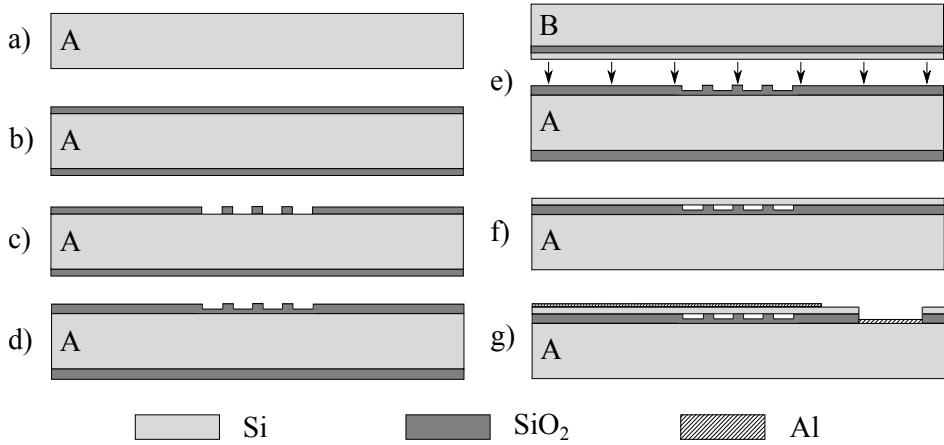 a) A
b) A
c) A
d) A
e) B
A
f) A
g) A
Si SiO₂ Al